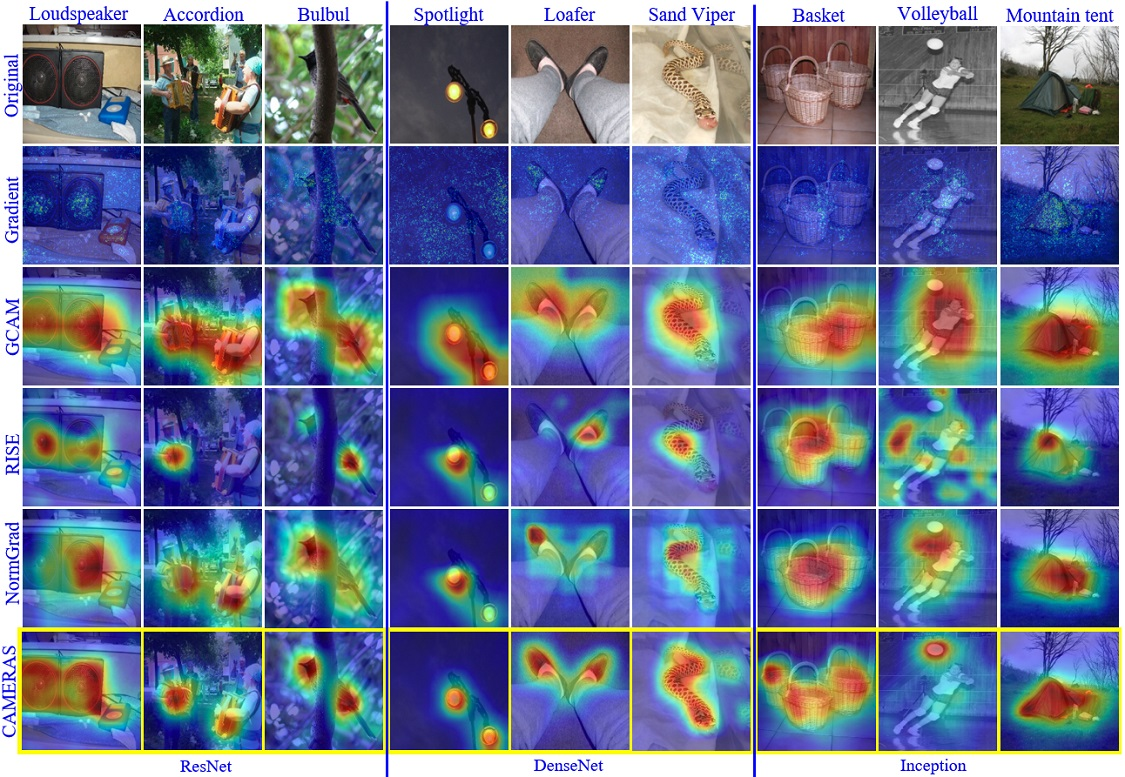 Loudspeaker Accordion Bulbul Spotlight Loafer Sand Viper Basket Volleyball Mountain tent
Original
Gradient
GCAM
RISE
NormGrad
CAMERAS
ResNet DenseNet Inception